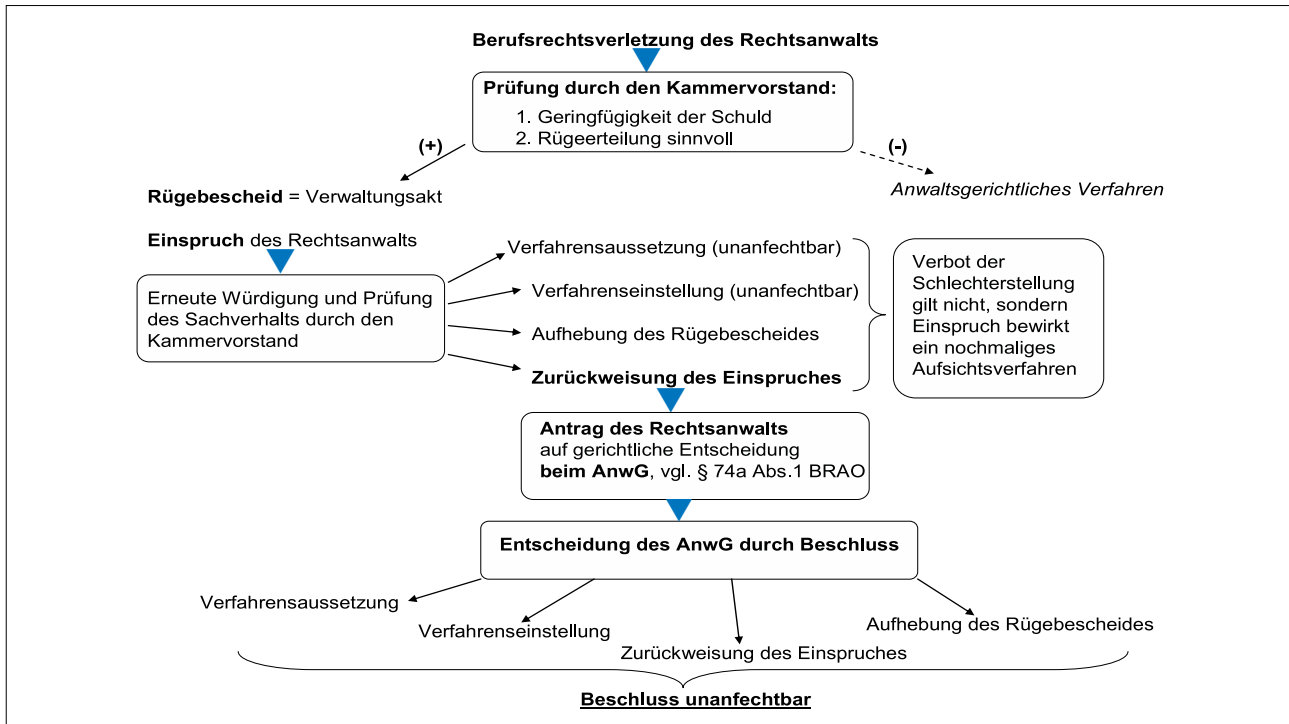 Berufsrechtsverletzung des Rechtsanwalts
Prüfung durch den Kammervorstand:
1. Geringfügigkeit der Schuld
2. Rügeerteilung sinnvoll
(+)
(-)
Rügebescheid = Verwaltungsakt
Anwaltsgerichtliches Verfahren
Einspruch des Rechtsanwalts
Erneute Würdigung und Prüfung
des Sachverhalts durch den
Kammervorstand
Verfahrensaussetzung (unanfechtbar)
Verfahrenseinstellung (unanfechtbar)
Aufhebung des Rügebescheides
Zurückweisung des Einspruches
Verbot der
Schlechterstellung
gilt nicht, sondern
Einspruch bewirkt
ein nochmaliges
Aufsichtsverfahren
Antrag des Rechtsanwalts
auf gerichtliche Entscheidung
beim AnwG, vgl. § 74a Abs.1 BRAO
Entscheidung des AnwG durch Beschluss
Verfahrensaussetzung
Verfahrenseinstellung
Zurückweisung des Einspruches
Aufhebung des Rügebescheides
Beschluss unanfechtbar